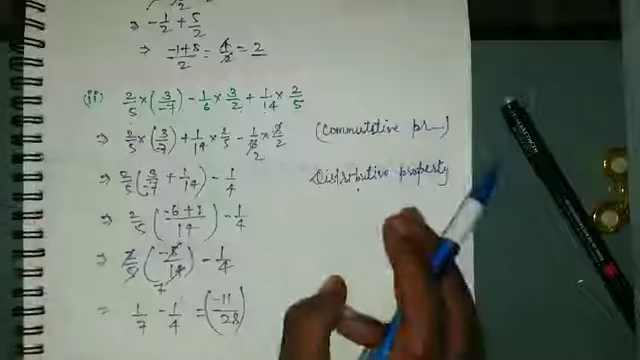 ⇒ -1/2 + 5/2
⇒ (-1+5)/2 = 4/2 = 2
(ii) 2/5 × (3/-7) - 1/6 × 3/2 + 1/14 × 2/5
⇒ 2/5 × (3/-7) + 1/14 × 2/5 - 1/6 × 3/2 (Commutative pr...)
2
⇒ 2/5 (3/-7 + 1/14) - 1/4 Distributive property
⇒ 2/5 ((-6+1)/14) - 1/4
⇒ 2/5 (-5/14) - 1/4
7
= 1/7 - 1/4 = (-11/28)